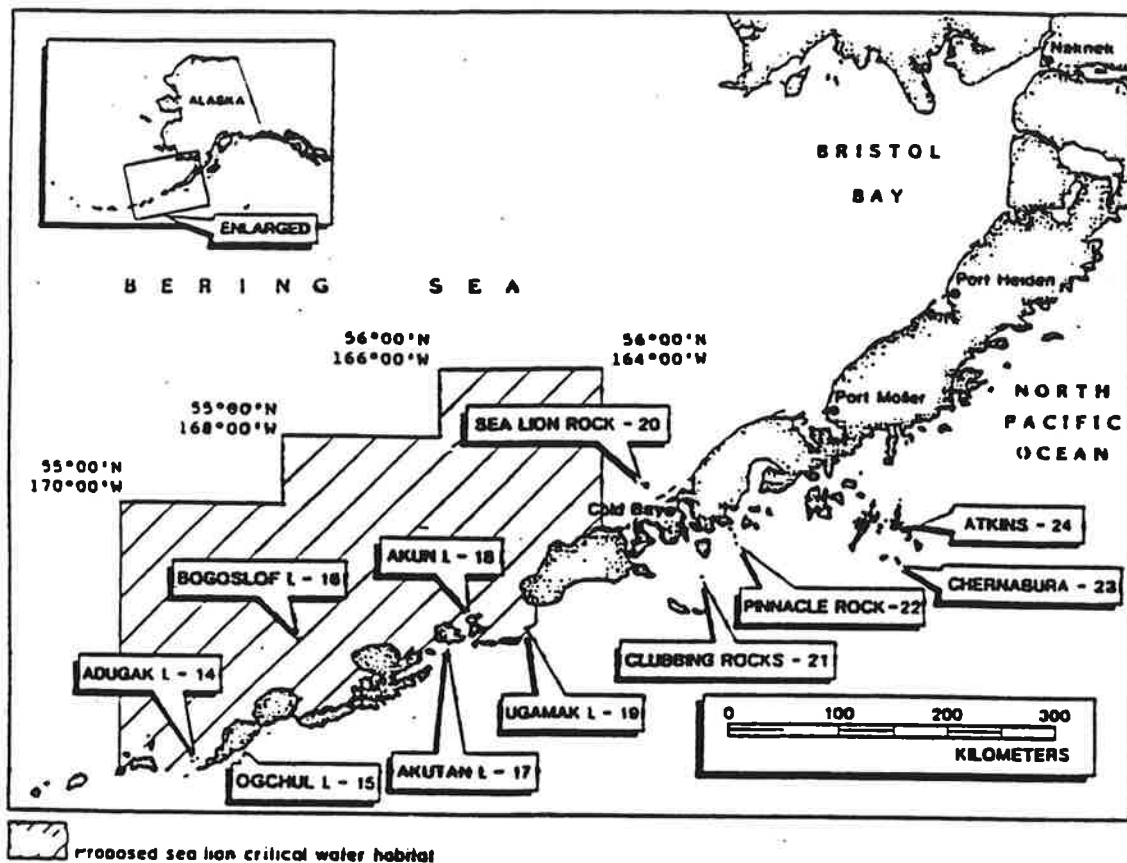 ALASKA
ENLARGED
Naknek
BRISTOL
BAY
BERING SEA
Port Heiden
56°00'N
166°00'W
56°00'N
164°00'W
Port Moller
NORTH
PACIFIC
OCEAN
55°00'N
168°00'W
SEA LION ROCK - 20
55°00'N
170°00'W
Cold Bay
ATKINS - 24
AKUN I. - 18
BOGOSLOF I. - 16
CHERNABURA - 23
PINNACLE ROCK - 22
CLUBBING ROCKS - 21
ADUGAK I. - 14
UGAMAK I. - 19
0 100 200 300
KILOMETERS
OGCHUL I. - 15
AKUTAN I. - 17
Proposed sea lion critical water habitat